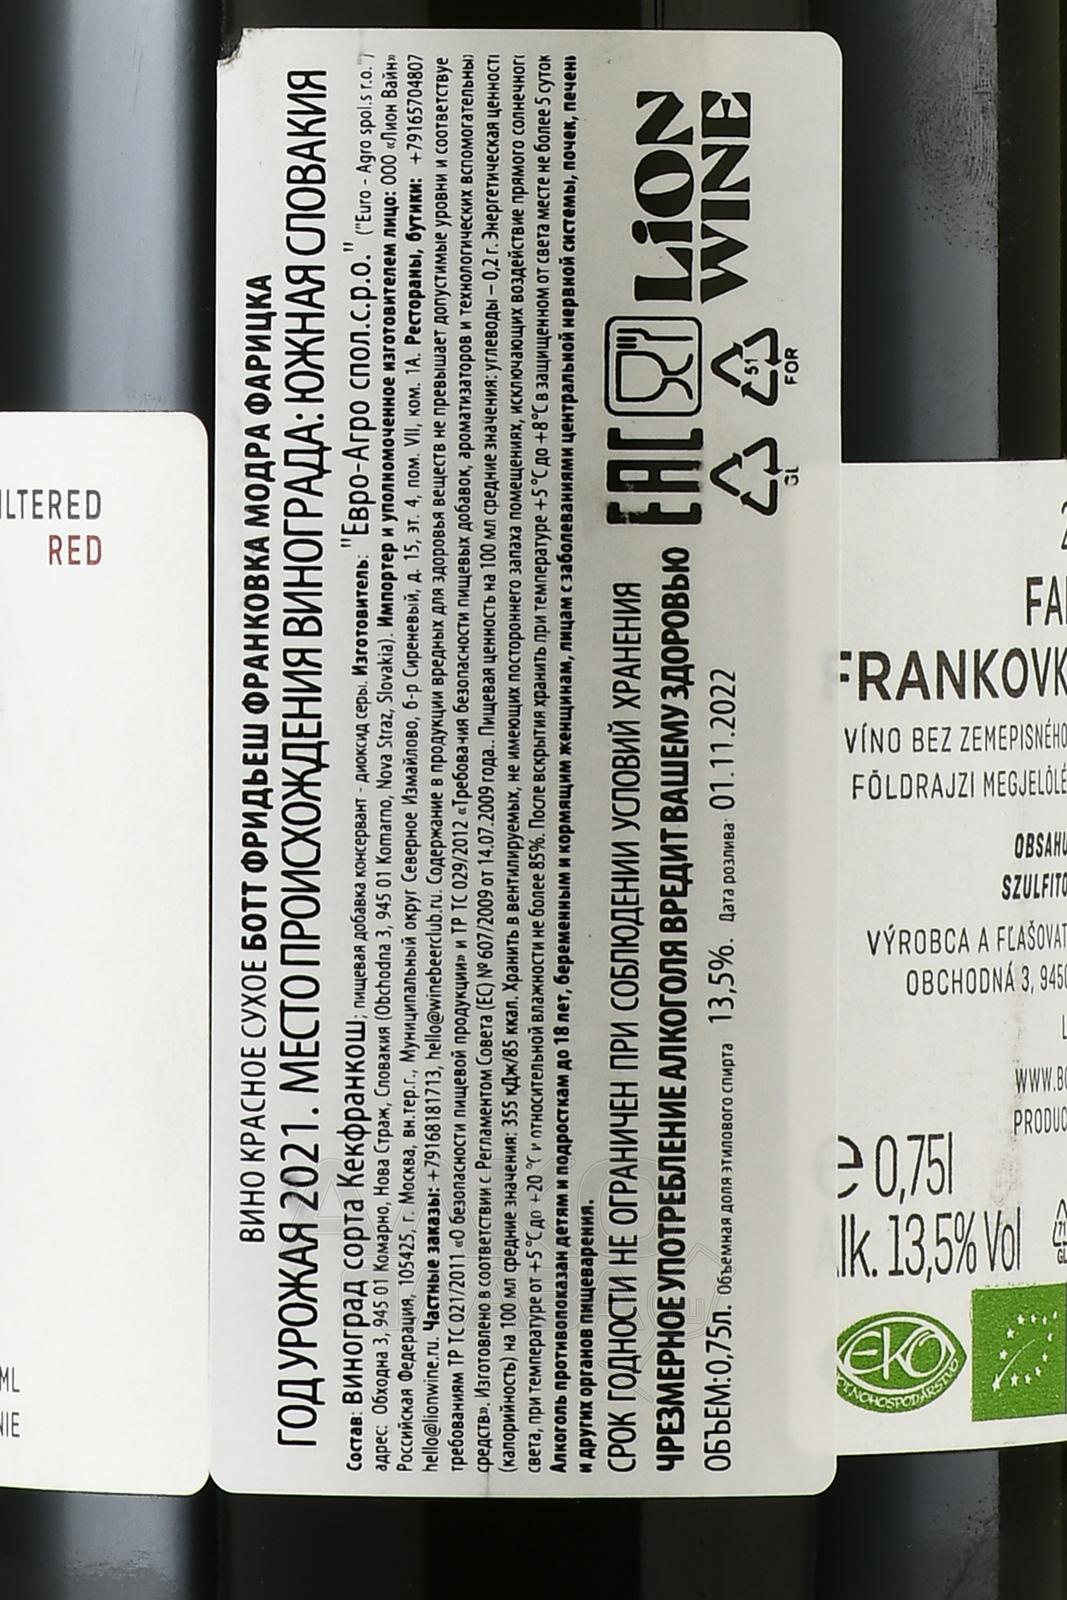 ВИНО КРАСНОЕ СУХОЕ БОТТ ФРИДЬЕШ ФРАНКОВКА МОДРА ФАРИЦКА
ГОД УРОЖАЯ 2021. МЕСТО ПРОИСХОЖДЕНИЯ ВИНОГРАДА: ЮЖНАЯ СЛОВАКИЯ
Состав: Виноград сорта Кекфранкош; пищевая добавка консервант - диоксид серы. Изготовитель: "Евро-Агро спол.с.р.о." ("Euro - Agro spol.s r.o."/
адрес: Обходна 3, 945 01 Комарно, Нова Страж, Словакия (Obchodna 3, 945 01 Komarno, Nova Straz, Slovakia). Импортер и уполномоченное изготовителем лицо: ООО «Лион Вайн»
Российская Федерация, 105425, г. Москва, вн.тер.г., Муниципальный округ Северное Измайлово, б-р Сиреневый, д. 15, эт. 4, пом. VII, ком. 1А. Рестораны, бутики: +79165704807
hello@lionwine.ru. Частные заказы: +79168181713, hello@winebeerclub.ru. Содержание в продукции вредных для здоровья веществ не превышает допустимые уровни и соответствуе
требованиям ТР ТС 021/2011 «О безопасности пищевой продукции» и ТР ТС 029/2012 «Требования безопасности пищевых добавок, ароматизаторов и технологических вспомогательны
средств». Изготовлено в соответствии с Регламентом Совета (ЕС) № 607/2009 от 14.07.2009 года.. Пищевая ценность на 100 мл средние значения: углеводы – 0,2 г. Энергетическая ценност
(калорийность) на 100 мл средние значения: 355 кДж/85 ккал. Хранить в вентилируемых, не имеющих постороннего запаха помещениях, исключающих воздействие прямого солнечног
света, при температуре от +5 °С до +20 °С и относительной влажности не более 85%. После вскрытия хранить при температуре +5 °С до +8°С в защищенном от света месте не более 5 суток
Алкоголь противопоказан детям и подросткам до 18 лет, беременным и кормящим женщинам, лицам с заболеваниями центральной нервной системы, почек, печен
и других органов пищеварения.
СРОК ГОДНОСТИ НЕ ОГРАНИЧЕН ПРИ СОБЛЮДЕНИИ УСЛОВИЙ ХРАНЕНИЯ
ЧРЕЗМЕРНОЕ УПОТРЕБЛЕНИЕ АЛКОГОЛЯ ВРЕДИТ ВАШЕМУ ЗДОРОВЬЮ
ОБЪЕМ:0,75л. Объемная доля этилового спирта 13,5%. Дата розлива: 01.11.2022
EAC
LiON
WINE
GL
51
FOR
ILTERED
RED
ML
NIE
FA
FRANKOVK
VÍNO BEZ ZEMEPISNÉHO
FÖLDRAJZI MEGJELÖLÉ
OBSAHU
SZULFITO
VÝROBCA A FĽAŠOVAT
OBCHODNÁ 3, 9450
WWW.BO
PRODUC
e 0,75l
lk. 13,5% Vol
71
GL
EKO